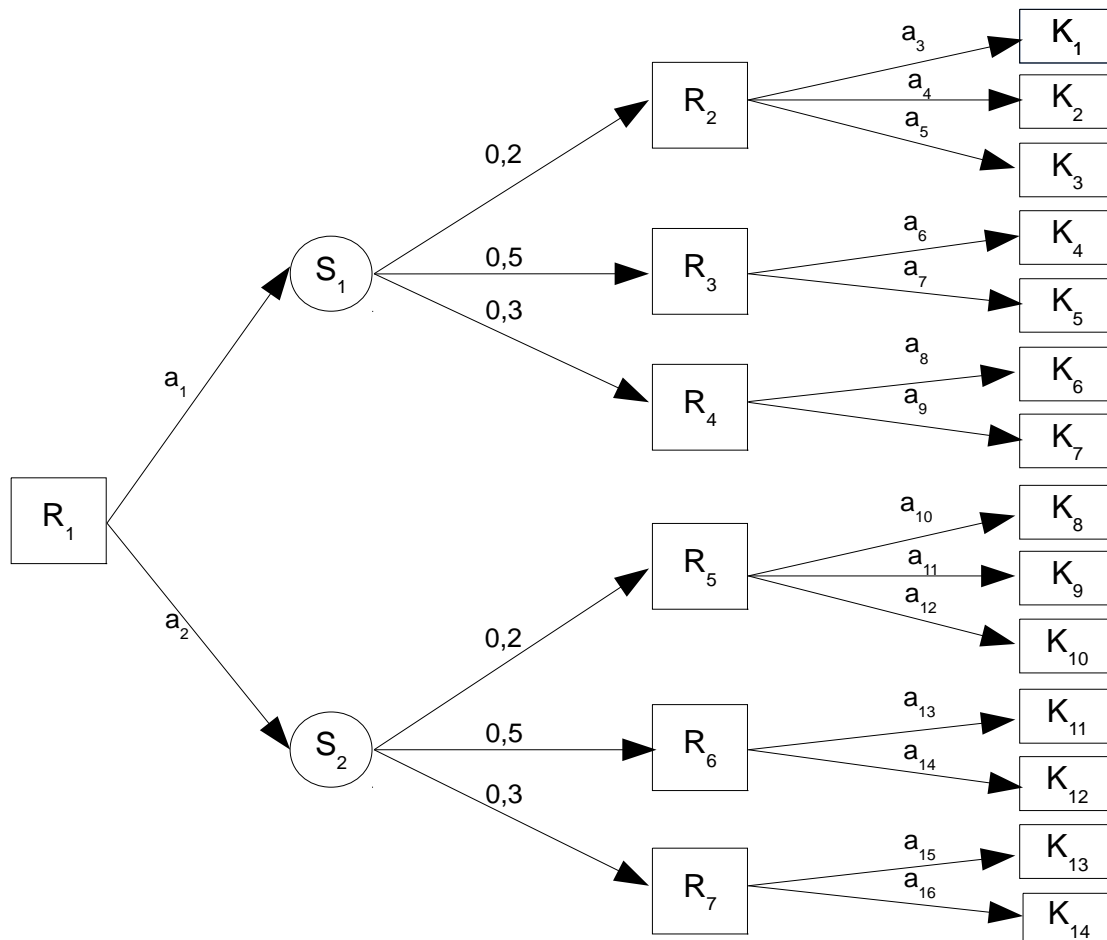 R₁
a₁
a₂
S₁
S₂
0,2
0,5
0,3
0,2
0,5
0,3
R₂
R₃
R₄
R₅
R₆
R₇
a₃
a₄
a₅
a₆
a₇
a₈
a₉
a₁₀
a₁₁
a₁₂
a₁₃
a₁₄
a₁₅
a₁₆
K₁
K₂
K₃
K₄
K₅
K₆
K₇
K₈
K₉
K₁₀
K₁₁
K₁₂
K₁₃
K₁₄